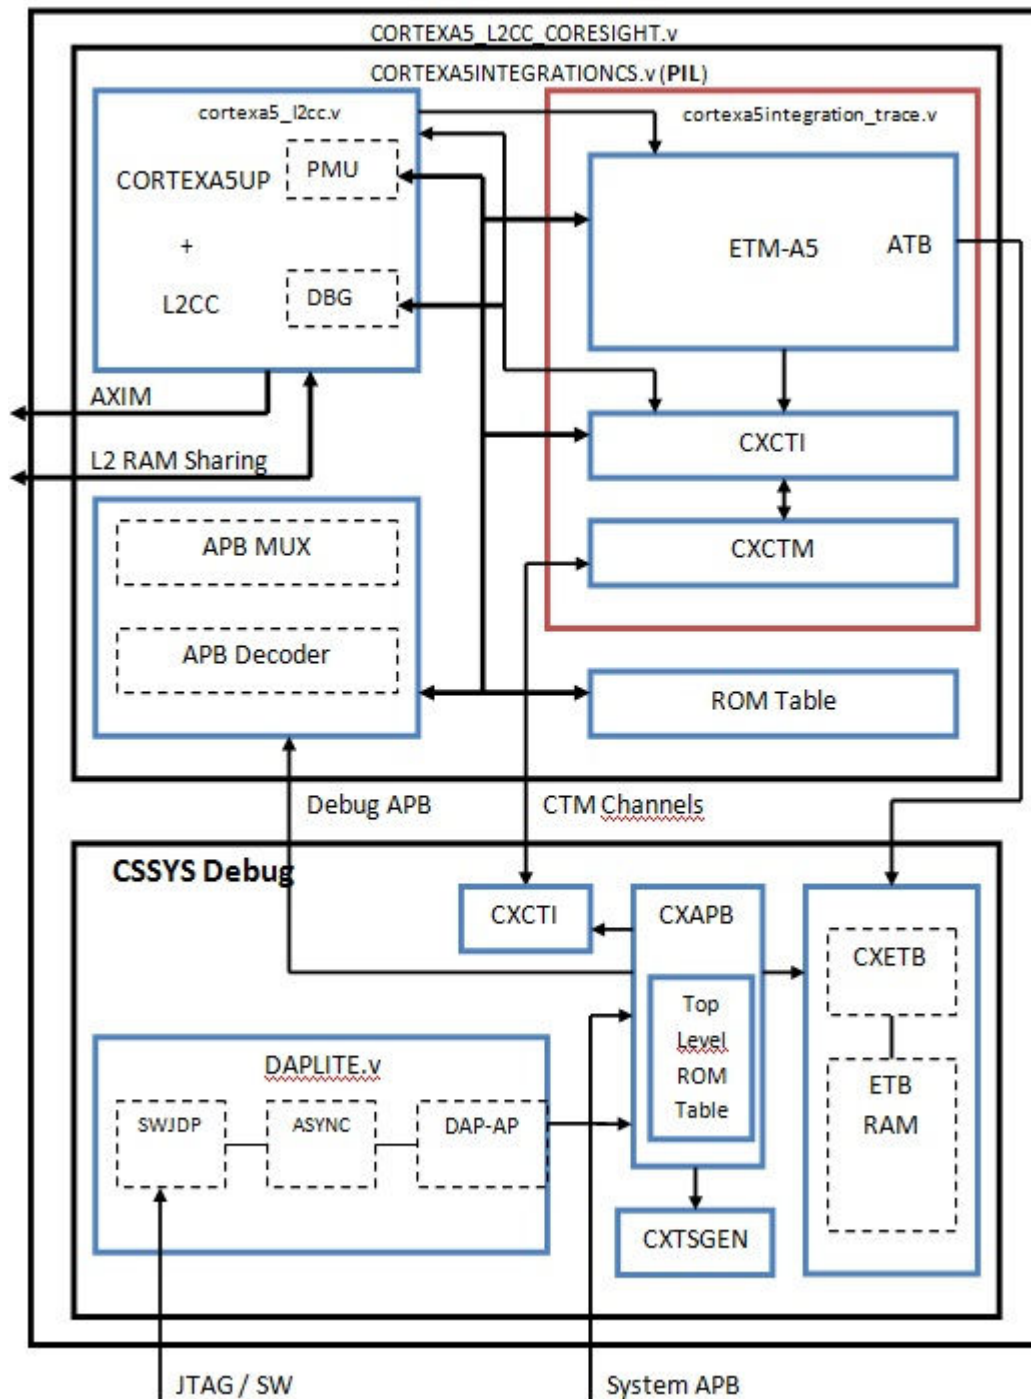 CORTEXA5_L2CC_CORESIGHT.v
CORTEXA5INTEGRATIONCS.v (PIL)
cortexa5_l2cc.v
cortexa5integration_trace.v
CORTEXA5UP
+
L2CC
PMU
DBG
ETM-A5
ATB
AXIM
L2 RAM Sharing
CXCTI
CXCTM
APB MUX
APB Decoder
ROM Table
Debug APB
CTM Channels
CSSYS Debug
CXCTI
CXAPB
Top
Level
ROM
Table
CXETB
ETB
RAM
DAPLITE.v
SWJDP
ASYNC
DAP-AP
CXTSGEN
JTAG / SW
System APB